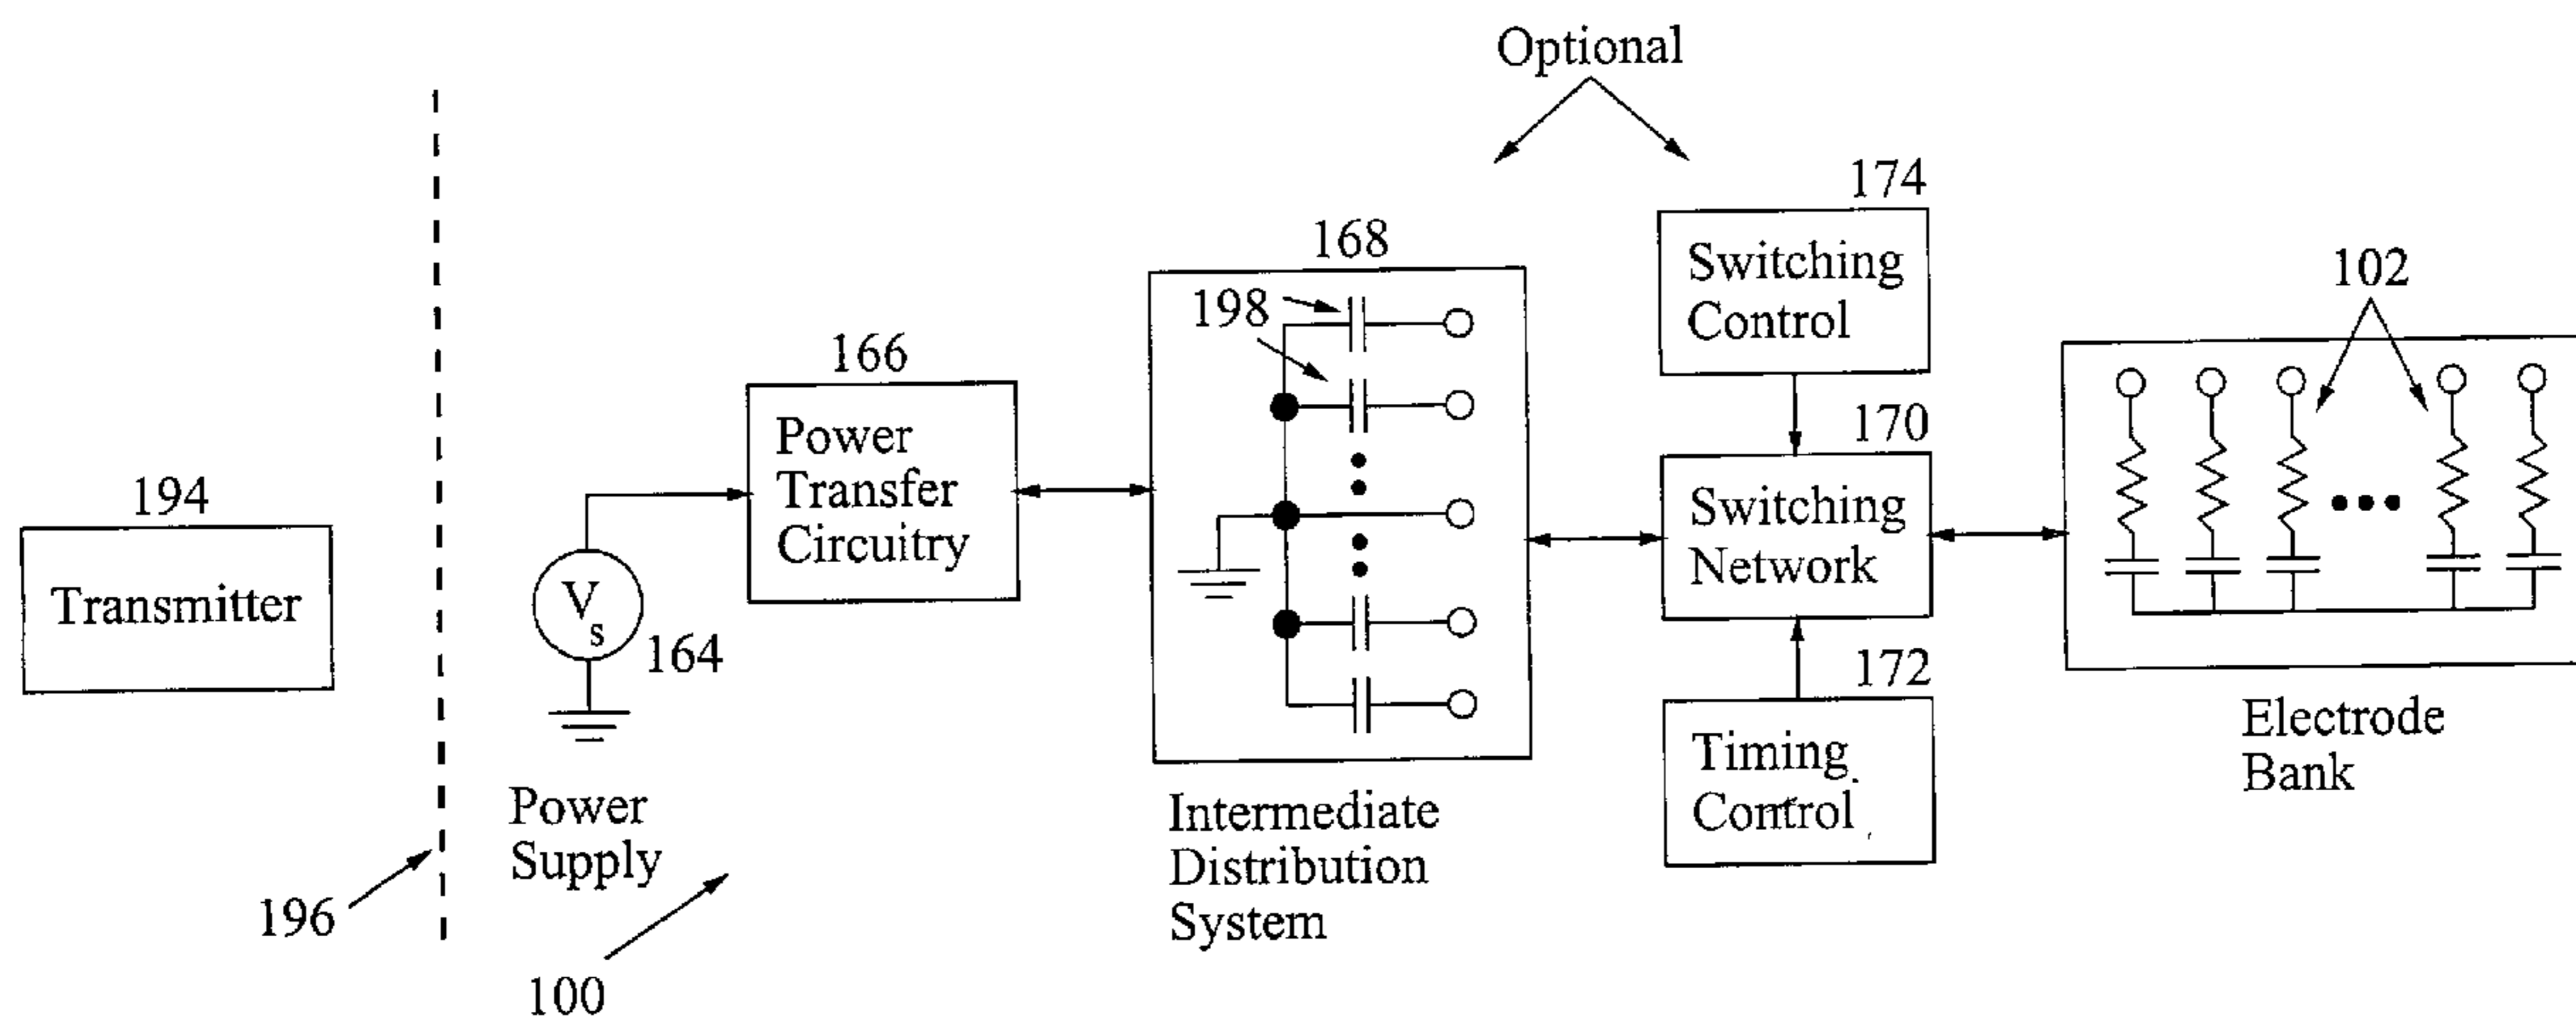 Optional
174
Switching
Control
168
198
102
166
Power
Transfer
Circuitry
170
Switching
Network
194
Transmitter
V
s
164
172
Timing
Control
Electrode
Bank
Power
Supply
Intermediate
Distribution
System
196
100